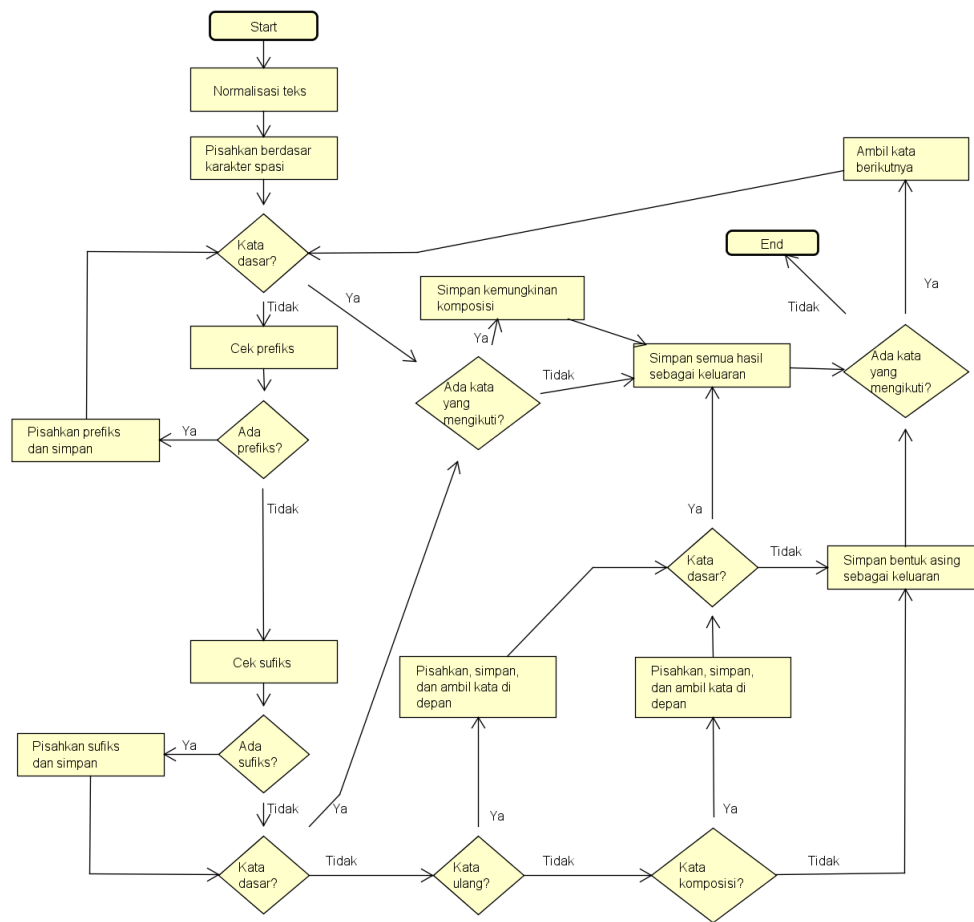 Start
Normalisasi teks
Pisahkan berdasar
karakter spasi
Ambil kata
berikutnya
Kata
dasar?
End
Ya
Simpan kemungkinan
komposisi
Tidak
Ya
Tidak
Cek prefiks
Ya
Simpan semua hasil
sebagai keluaran
Ada kata
yang
mengikuti?
Tidak
Ada kata
yang
mengikuti?
Pisahkan prefiks
dan simpan
Ya
Ada
prefiks?
Tidak
Ya
Kata
dasar?
Tidak
Simpan bentuk asing
sebagai keluaran
Cek sufiks
Pisahkan, simpan,
dan ambil kata di
depan
Pisahkan, simpan,
dan ambil kata di
depan
Pisahkan sufiks
dan simpan
Ya
Ada
sufiks?
Tidak
Ya
Ya
Ya
Kata
dasar?
Tidak
Kata
ulang?
Tidak
Kata
komposisi?
Tidak